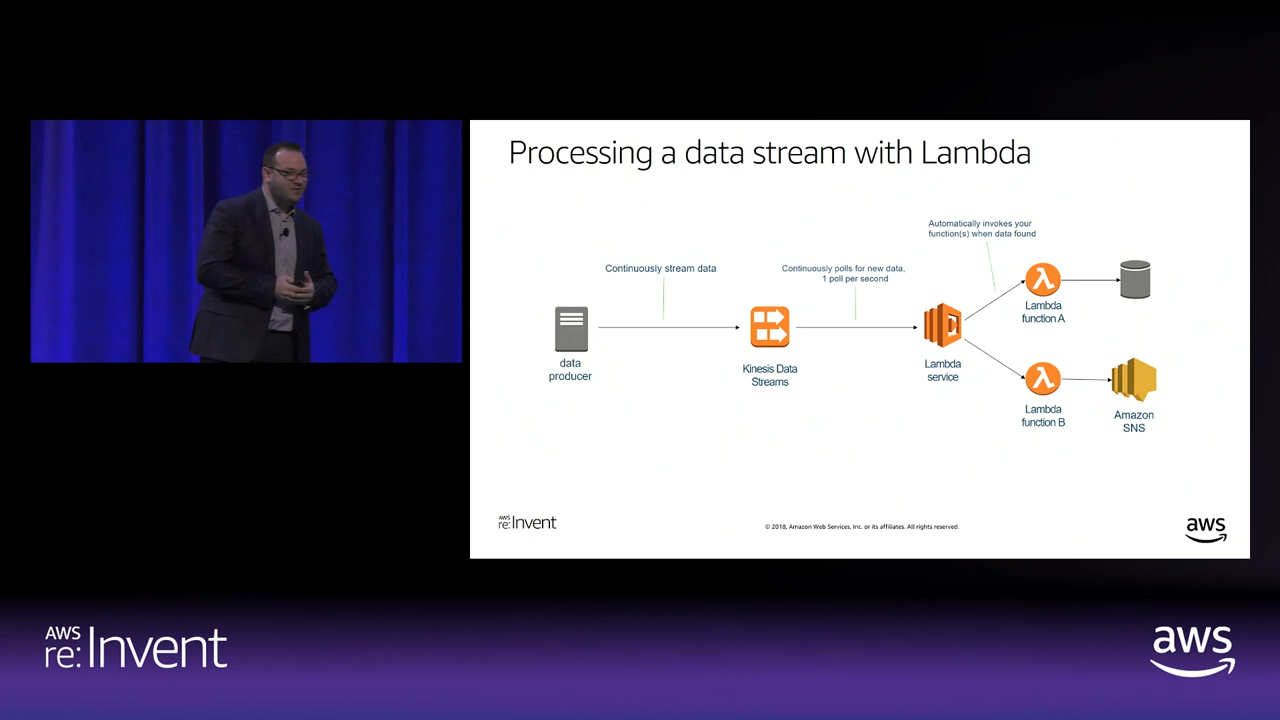 Processing a data stream with Lambda
Automatically invokes your
function(s) when data found
Continuously stream data
Continuously polls for new data,
1 poll per second
data
producer
Kinesis Data
Streams
Lambda
service
Lambda
function A
Lambda
function B
Amazon
SNS
AWS
re:Invent
© 2018, Amazon Web Services, Inc. or its affiliates. All rights reserved.
aws
AWS
re:Invent
aws